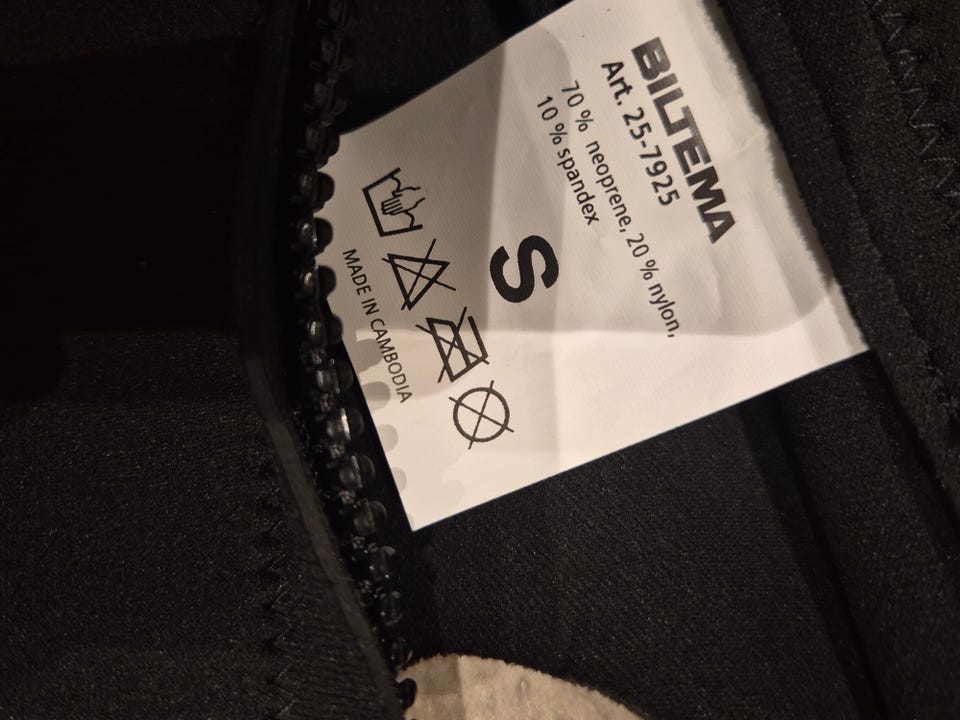 BILTEMA
Art. 25-7925
70 % neoprene, 20 % nylon,
10 % spandex
S
MADE IN CAMBODIA